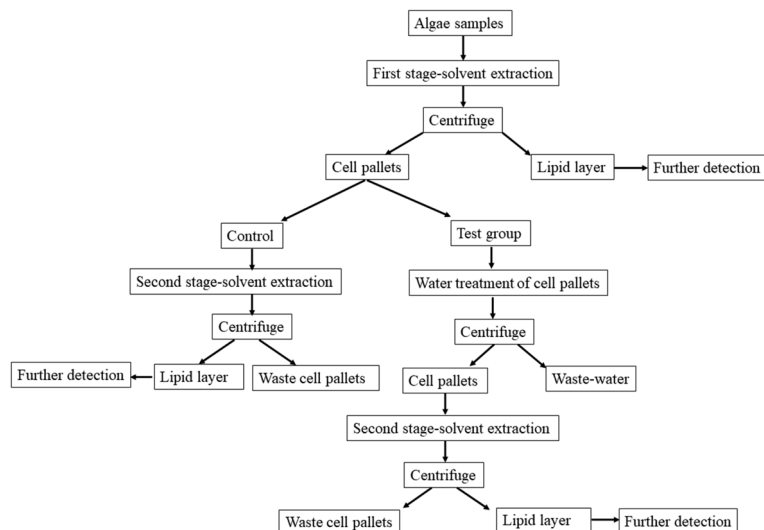 Algae samples
First stage-solvent extraction
Centrifuge
Cell pallets
Lipid layer
Further detection
Control
Test group
Second stage-solvent extraction
Water treatment of cell pallets
Centrifuge
Centrifuge
Further detection
Lipid layer
Waste cell pallets
Cell pallets
Waste-water
Second stage-solvent extraction
Centrifuge
Waste cell pallets
Lipid layer
Further detection